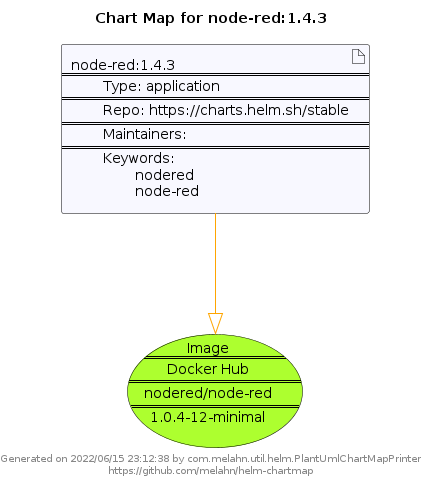 Chart Map for node-red:1.4.3
node-red:1.4.3
Type: application
Repo: https://charts.helm.sh/stable
Maintainers:
Keywords:
nodered
node-red
Image
Docker Hub
nodered/node-red
1.0.4-12-minimal
Generated on 2022/06/15 23:12:38 by com.melahn.util.helm.PlantUmlChartMapPrinter
https://github.com/melahn/helm-chartmap